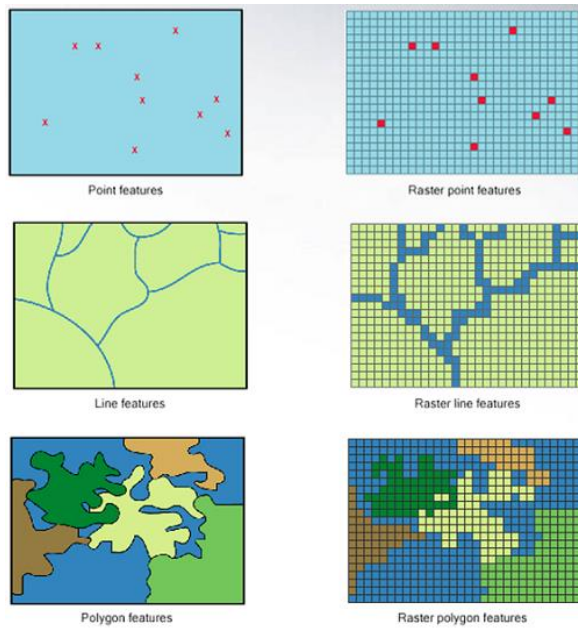 Point features
Raster point features
Line features
Raster line features
Polygon features
Raster polygon features